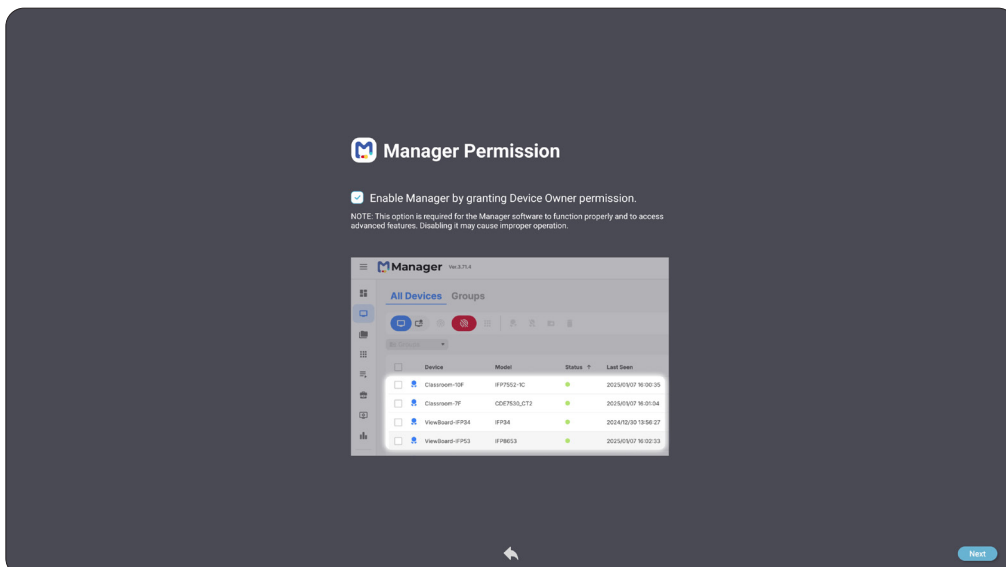 Manager Permission
Enable Manager by granting Device Owner permission.
NOTE: This option is required for the Manager software to function properly and to access
advanced features. Disabling it may cause improper operation.
Manager Ver.3.71.4
All Devices Groups
Device Model Status ↑ Last Seen
Classroom-10F IFP7552-1C 2025/01/07 16:00:35
Classroom-7F CDE7530_CT2 2025/01/07 16:01:04
ViewBoard-IFP34 IFP34 2024/12/30 13:56:27
ViewBoard-IFP53 IFP8653 2025/01/07 16:02:33
Next